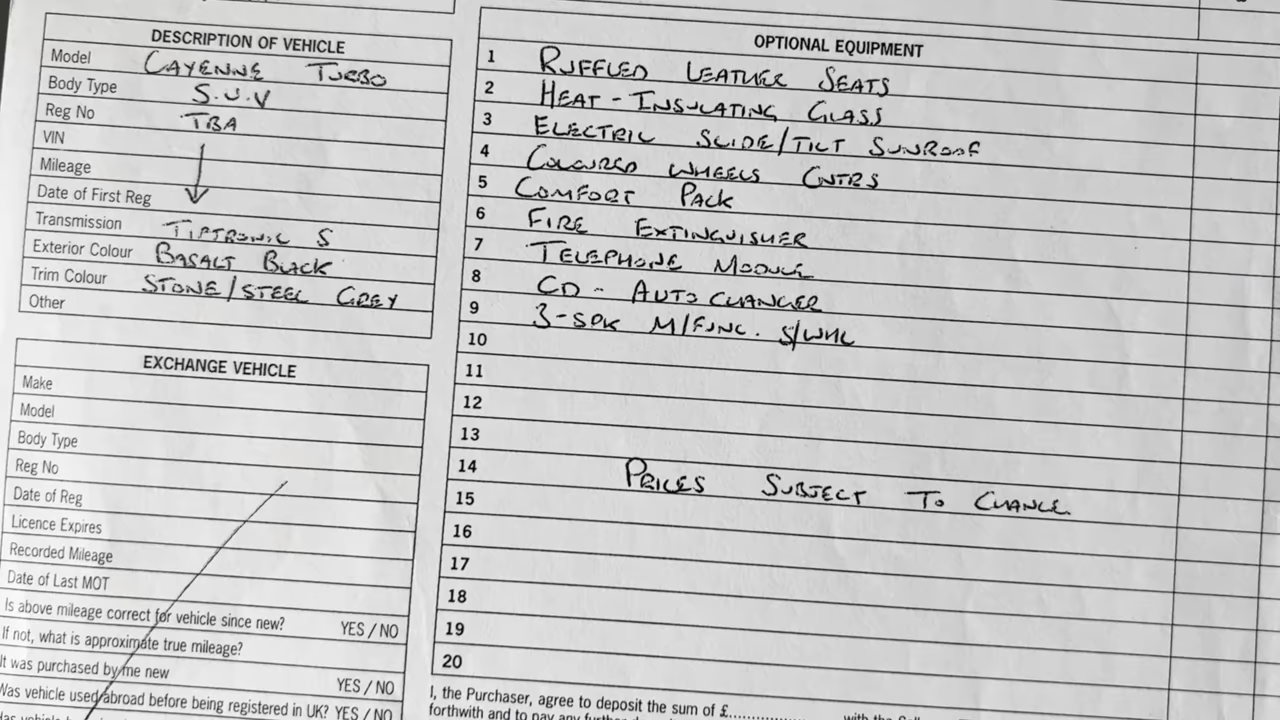 DESCRIPTION OF VEHICLE
Model CAYENNE TURBO
Body Type S.U.V
Reg No TBA
VIN
Mileage
Date of First Reg
Transmission TIPTRONIC S
Exterior Colour BASALT BLACK
Trim Colour STONE/STEEL GREY
Other
EXCHANGE VEHICLE
Make
Model
Body Type
Reg No
Date of Reg
Licence Expires
Recorded Mileage
Date of Last MOT
Is above mileage correct for vehicle since new? YES / NO
If not, what is approximate true mileage?
It was purchased by me new YES / NO
Was vehicle used abroad before being registered in UK? YES / NO
OPTIONAL EQUIPMENT
1 RUFFLED LEATHER SEATS
2 HEAT-INSULATING GLASS
3 ELECTRIC SLIDE/TILT SUNROOF
4 COLOURED WHEELS CNTRS
5 COMFORT PACK
6 FIRE EXTINGUISHER
7 TELEPHONE MODULE
8 CD - AUTOCHANGER
9 3-SPK M/FUNC. S/WHL
10
11
12
13
14 PRICES SUBJECT TO CHANGE
15
16
17
18
19
20
I, the Purchaser, agree to deposit the sum of £................ with the
forthwith and to pay any